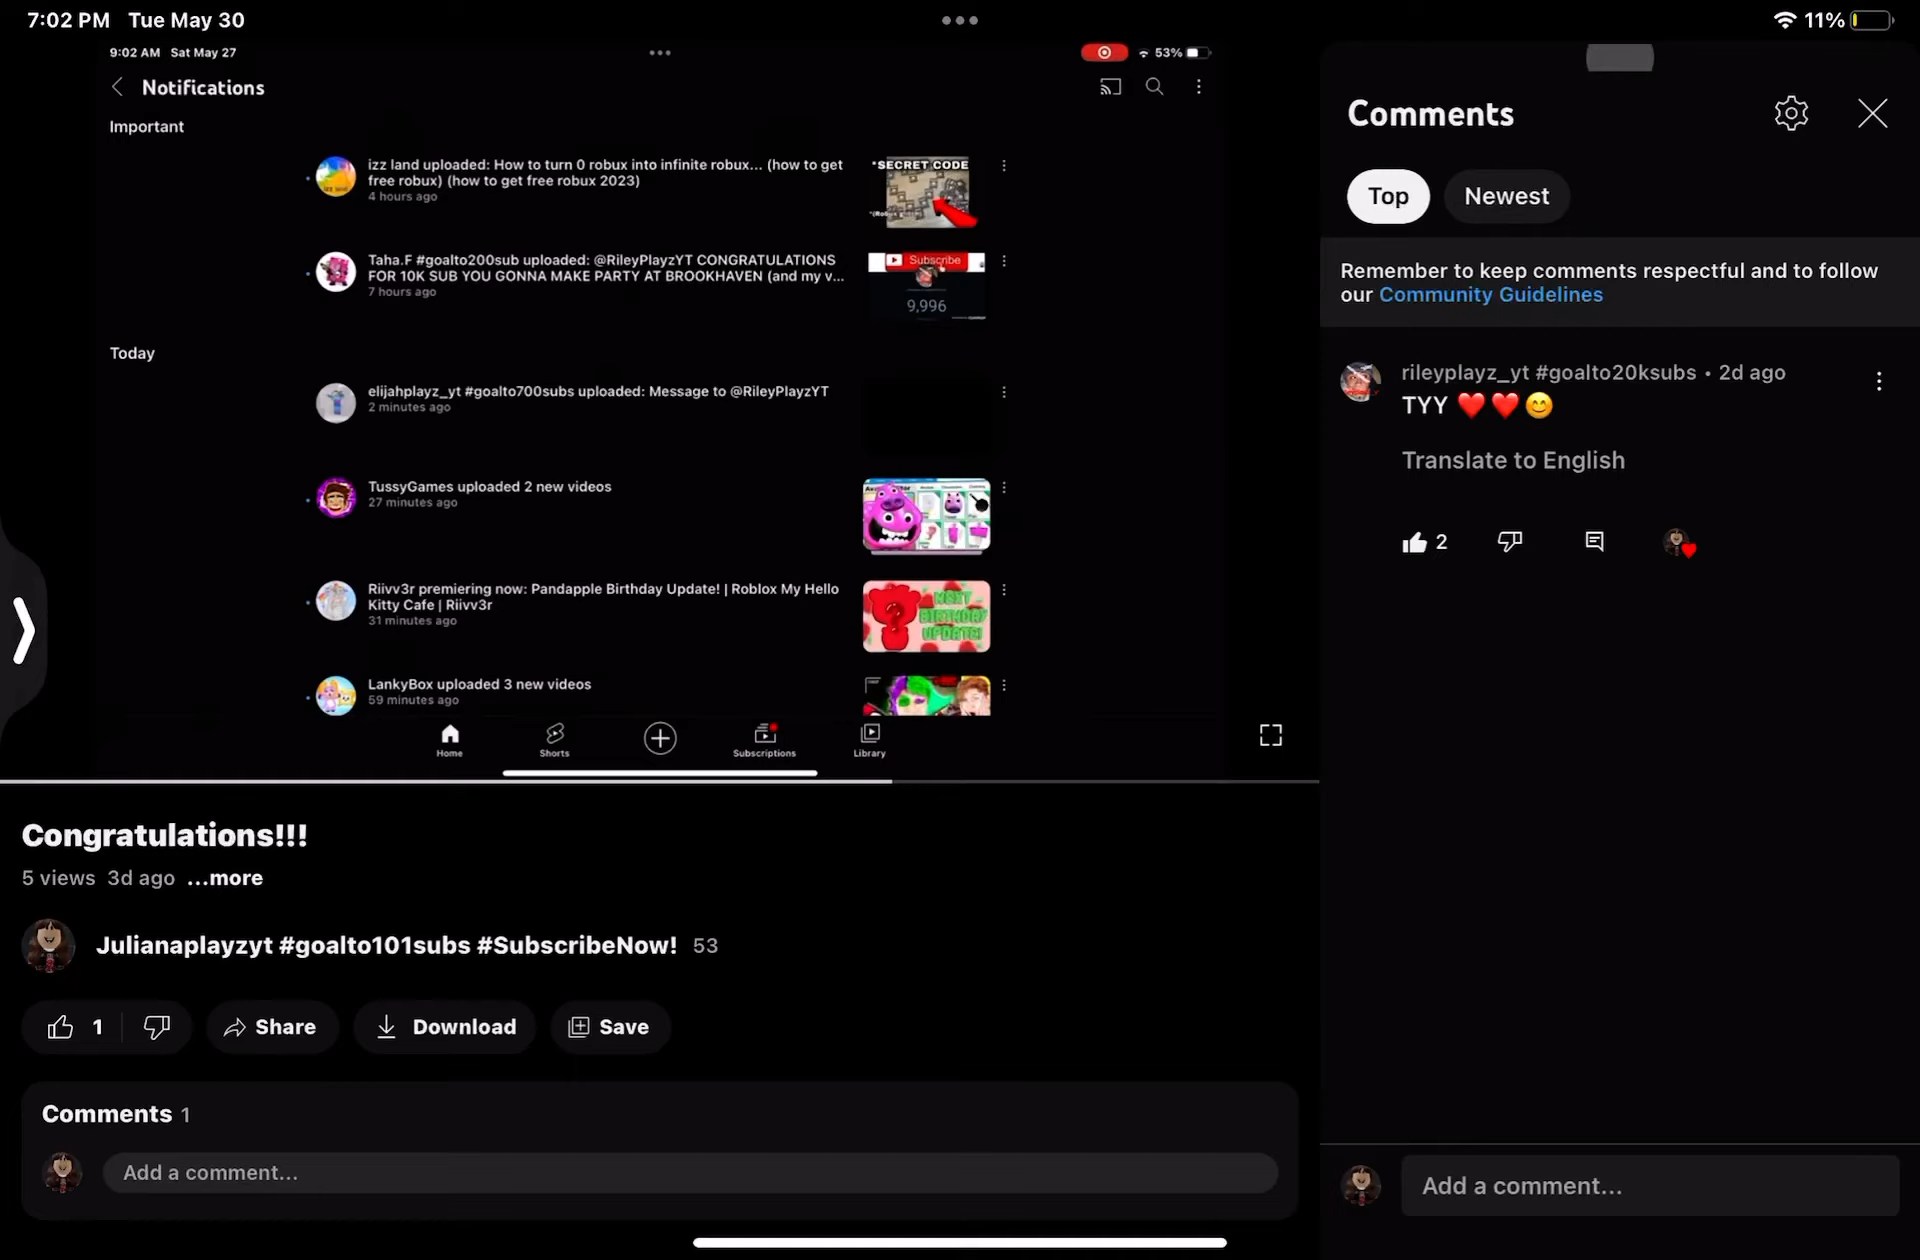 7:02 PM Tue May 30
11%
9:02 AM Sat May 27
53%
Notifications
Important
izz land uploaded: How to turn 0 robux into infinite robux... (how to get
free robux) (how to get free robux 2023)
4 hours ago
*SECRET CODE
Taha.F #goalto200sub uploaded: @RileyPlayzYT CONGRATULATIONS
FOR 10K SUB YOU GONNA MAKE PARTY AT BROOKHAVEN (and my v...
7 hours ago
Subscribe
9,996
Today
elijahplayz_yt #goalto700subs uploaded: Message to @RileyPlayzYT
2 minutes ago
TussyGames uploaded 2 new videos
27 minutes ago
Riivv3r premiering now: Pandapple Birthday Update! | Roblox My Hello
Kitty Cafe | Riivv3r
31 minutes ago
NEXT
BIRTHDAY
UPDATE!
LankyBox uploaded 3 new videos
59 minutes ago
Home
Shorts
Subscriptions
Library
Congratulations!!!
5 views 3d ago ...more
Julianaplayzyt #goalto101subs #SubscribeNow! 53
1
Share
Download
Save
Comments 1
Add a comment...
Comments
Top
Newest
Remember to keep comments respectful and to follow
our Community Guidelines
rileyplayz_yt #goalto20ksubs • 2d ago
TYY ❤️❤️😊
Translate to English
2
Add a comment...